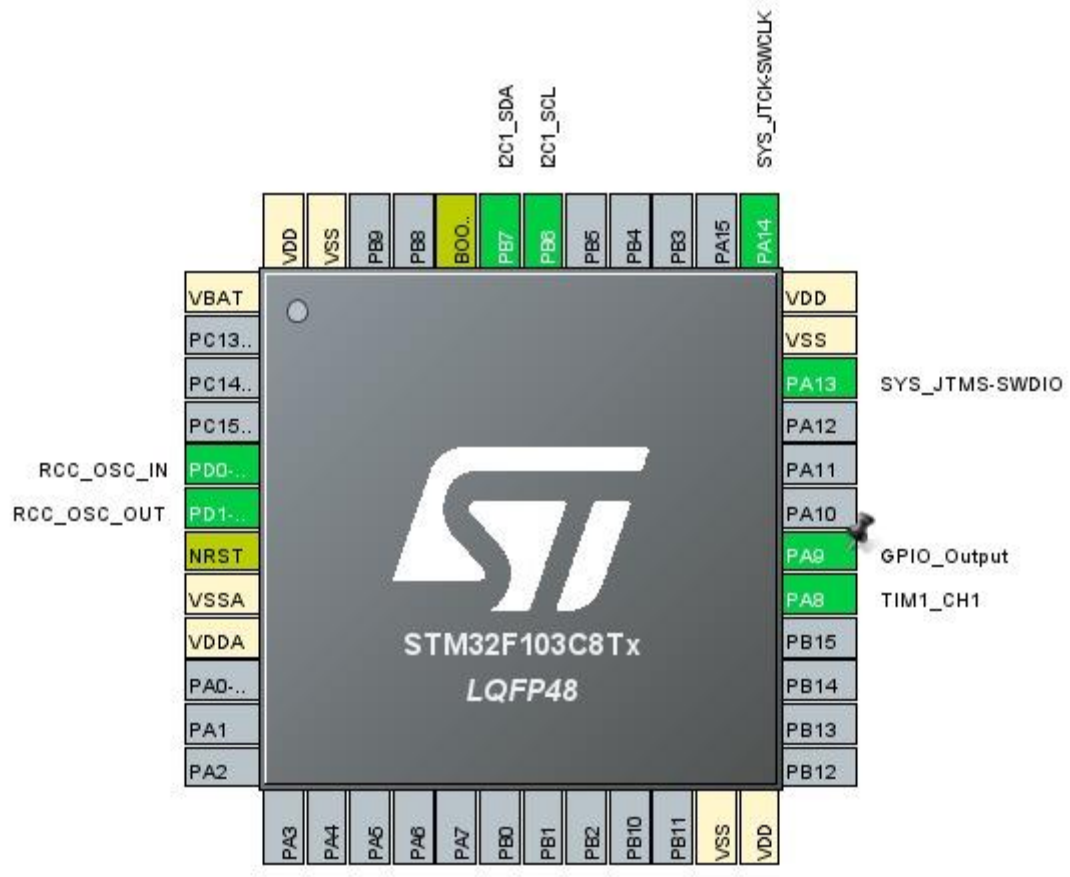 I2C1_SDA
I2C1_SCL
SYS_JTCK-SWCLK
VDD
VSS
PB9
PB8
BOO..
PB7
PB6
PB5
PB4
PB3
PA15
PA14
VBAT
PC13..
PC14..
PC15..
RCC_OSC_IN PD0-..
RCC_OSC_OUT PD1-..
NRST
VSSA
VDDA
PA0-..
PA1
PA2
VDD
VSS
PA13 SYS_JTMS-SWDIO
PA12
PA11
PA10
PA9 GPIO_Output
PA8 TIM1_CH1
PB15
PB14
PB13
PB12
ST
STM32F103C8Tx
LQFP48
PA3
PA4
PA5
PA6
PA7
PB0
PB1
PB2
PB10
PB11
VSS
VDD